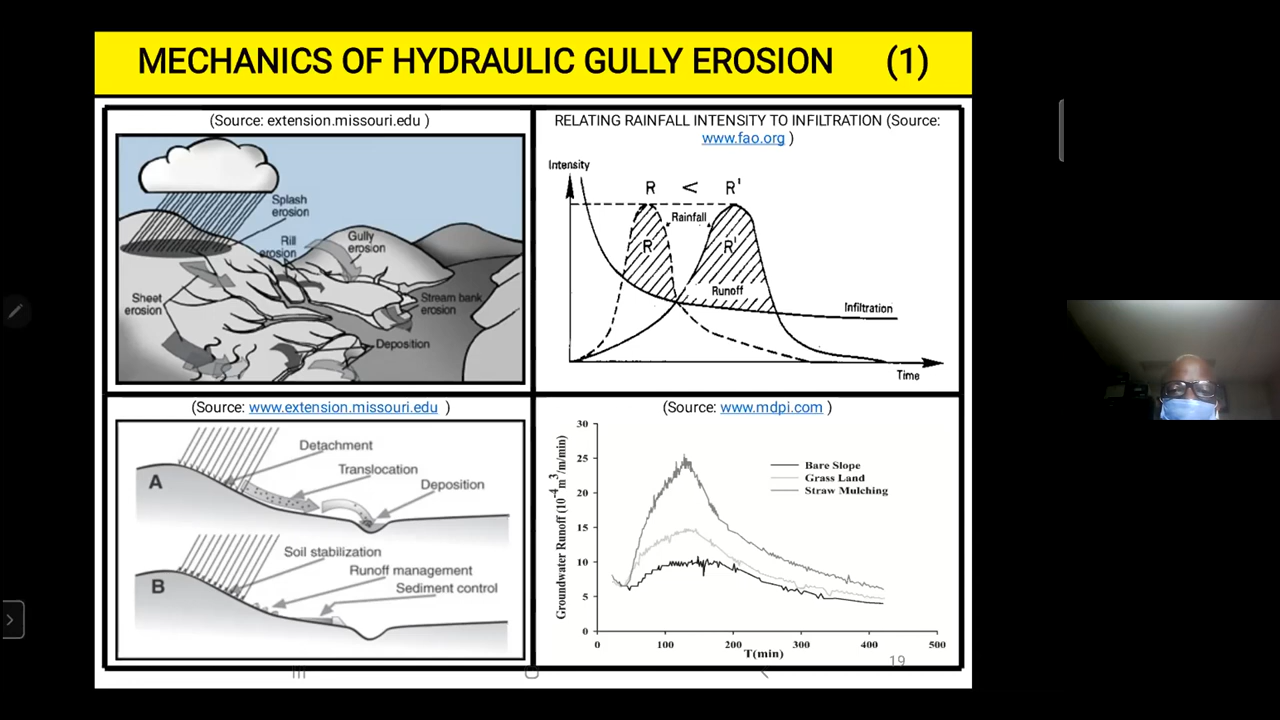 MECHANICS OF HYDRAULIC GULLY EROSION (1)
(Source: extension.missouri.edu )
Splash
erosion
Rill
erosion
Gully
erosion
Sheet
erosion
Stream bank
erosion
Deposition
RELATING RAINFALL INTENSITY TO INFILTRATION (Source:
www.fao.org )
Intensity
R < R'
Rainfall
R R'
Runoff
Infiltration
Time
(Source: www.extension.missouri.edu )
Detachment
Translocation
A
Deposition
Soil stabilization
Runoff management
B
Sediment control
(Source: www.mdpi.com )
30
25
20
15
10
5
0
Groundwater Runoff (10⁻⁴m³/m/min)
Bare Slope
Grass Land
Straw Mulching
0 100 200 300 400 500
T(min)
19